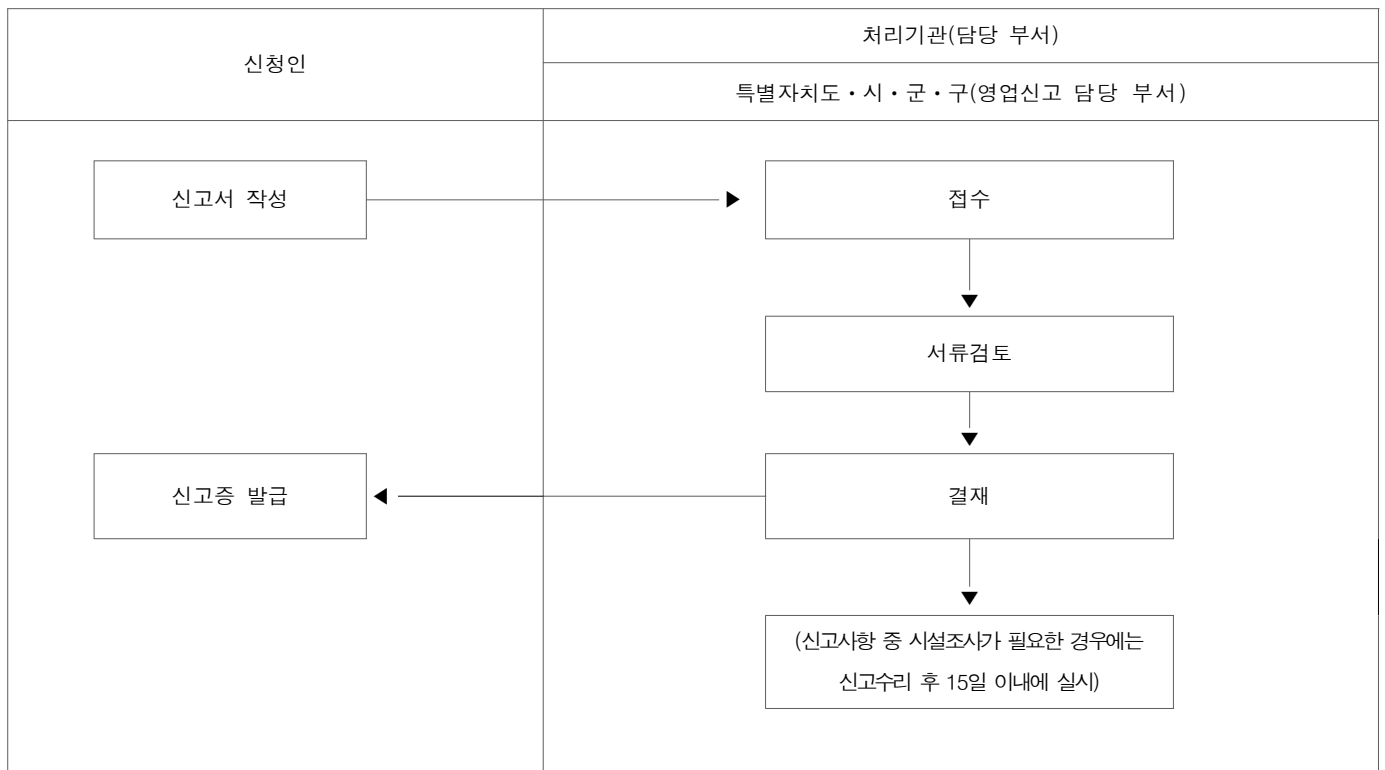 신청인
처리기관(담당 부서)
특별자치도・시・군・구(영업신고 담당 부서)
신고서 작성
접수
서류검토
신고증 발급
결재
(신고사항 중 시설조사가 필요한 경우에는
신고수리 후 15일 이내에 실시)